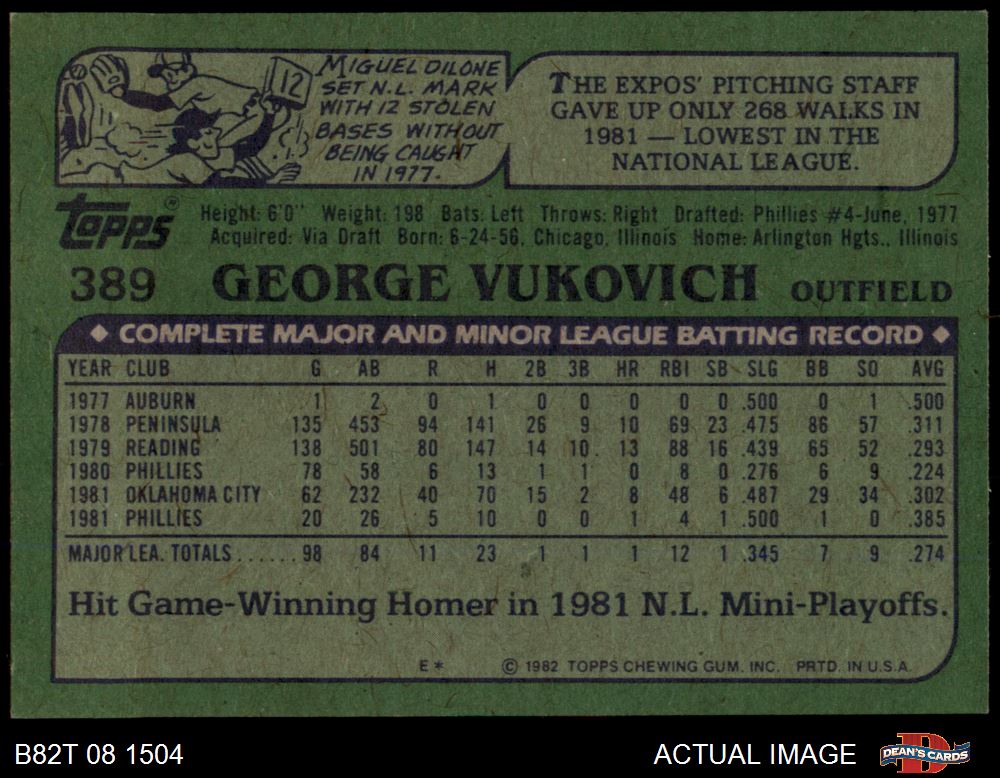 MIGUEL DILONE
SET N.L. MARK
WITH 12 STOLEN
BASES WITHOUT
BEING CAUGHT
IN 1977.
12
THE EXPOS' PITCHING STAFF
GAVE UP ONLY 268 WALKS IN
1981 — LOWEST IN THE
NATIONAL LEAGUE.
topps®
Height: 6'0" Weight: 198 Bats: Left Throws: Right Drafted: Phillies #4-June, 1977
Acquired: Via Draft Born: 6-24-56, Chicago, Illinois Home: Arlington Hgts., Illinois
389 GEORGE VUKOVICH OUTFIELD
◆ COMPLETE MAJOR AND MINOR LEAGUE BATTING RECORD ◆
YEAR CLUB G AB R H 2B 3B HR RBI SB SLG BB SO AVG
1977 AUBURN 1 2 0 1 0 0 0 0 0 .500 0 1 .500
1978 PENINSULA 135 453 94 141 26 9 10 69 23 .475 86 57 .311
1979 READING 138 501 80 147 14 10 13 88 16 .439 65 52 .293
1980 PHILLIES 78 58 6 13 1 1 0 8 0 .276 6 9 .224
1981 OKLAHOMA CITY 62 232 40 70 15 2 8 48 6 .487 29 34 .302
1981 PHILLIES 20 26 5 10 0 0 1 4 1 .500 1 0 .385
MAJOR LEA. TOTALS ...... 98 84 11 23 1 1 1 12 1 .345 7 9 .274
Hit Game-Winning Homer in 1981 N.L. Mini-Playoffs.
E* © 1982 TOPPS CHEWING GUM, INC. PRTD. IN U.S.A.
B82T 08 1504 ACTUAL IMAGE DEAN'S CARDS